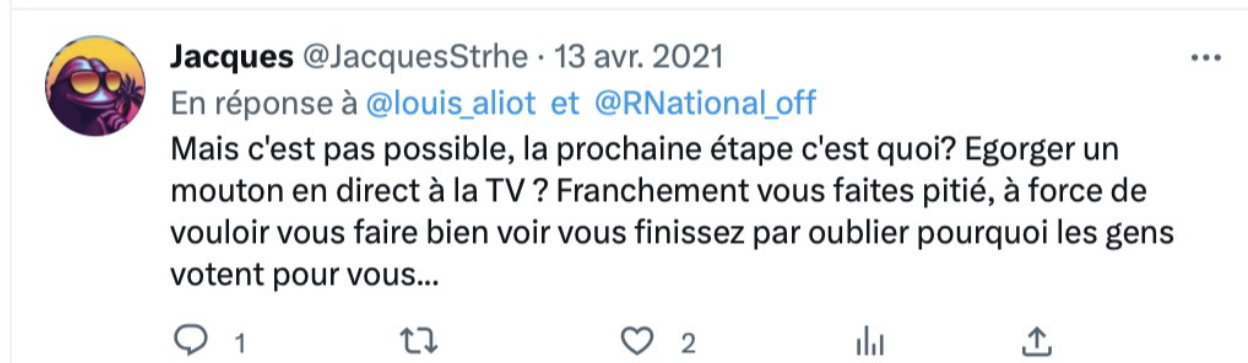 Jacques @JacquesStrhe · 13 avr. 2021
En réponse à @louis_aliot et @RNational_off
Mais c'est pas possible, la prochaine étape c'est quoi? Egorger un
mouton en direct à la TV ? Franchement vous faites pitié, à force de
vouloir vous faire bien voir vous finissez par oublier pourquoi les gens
votent pour vous...
1 2